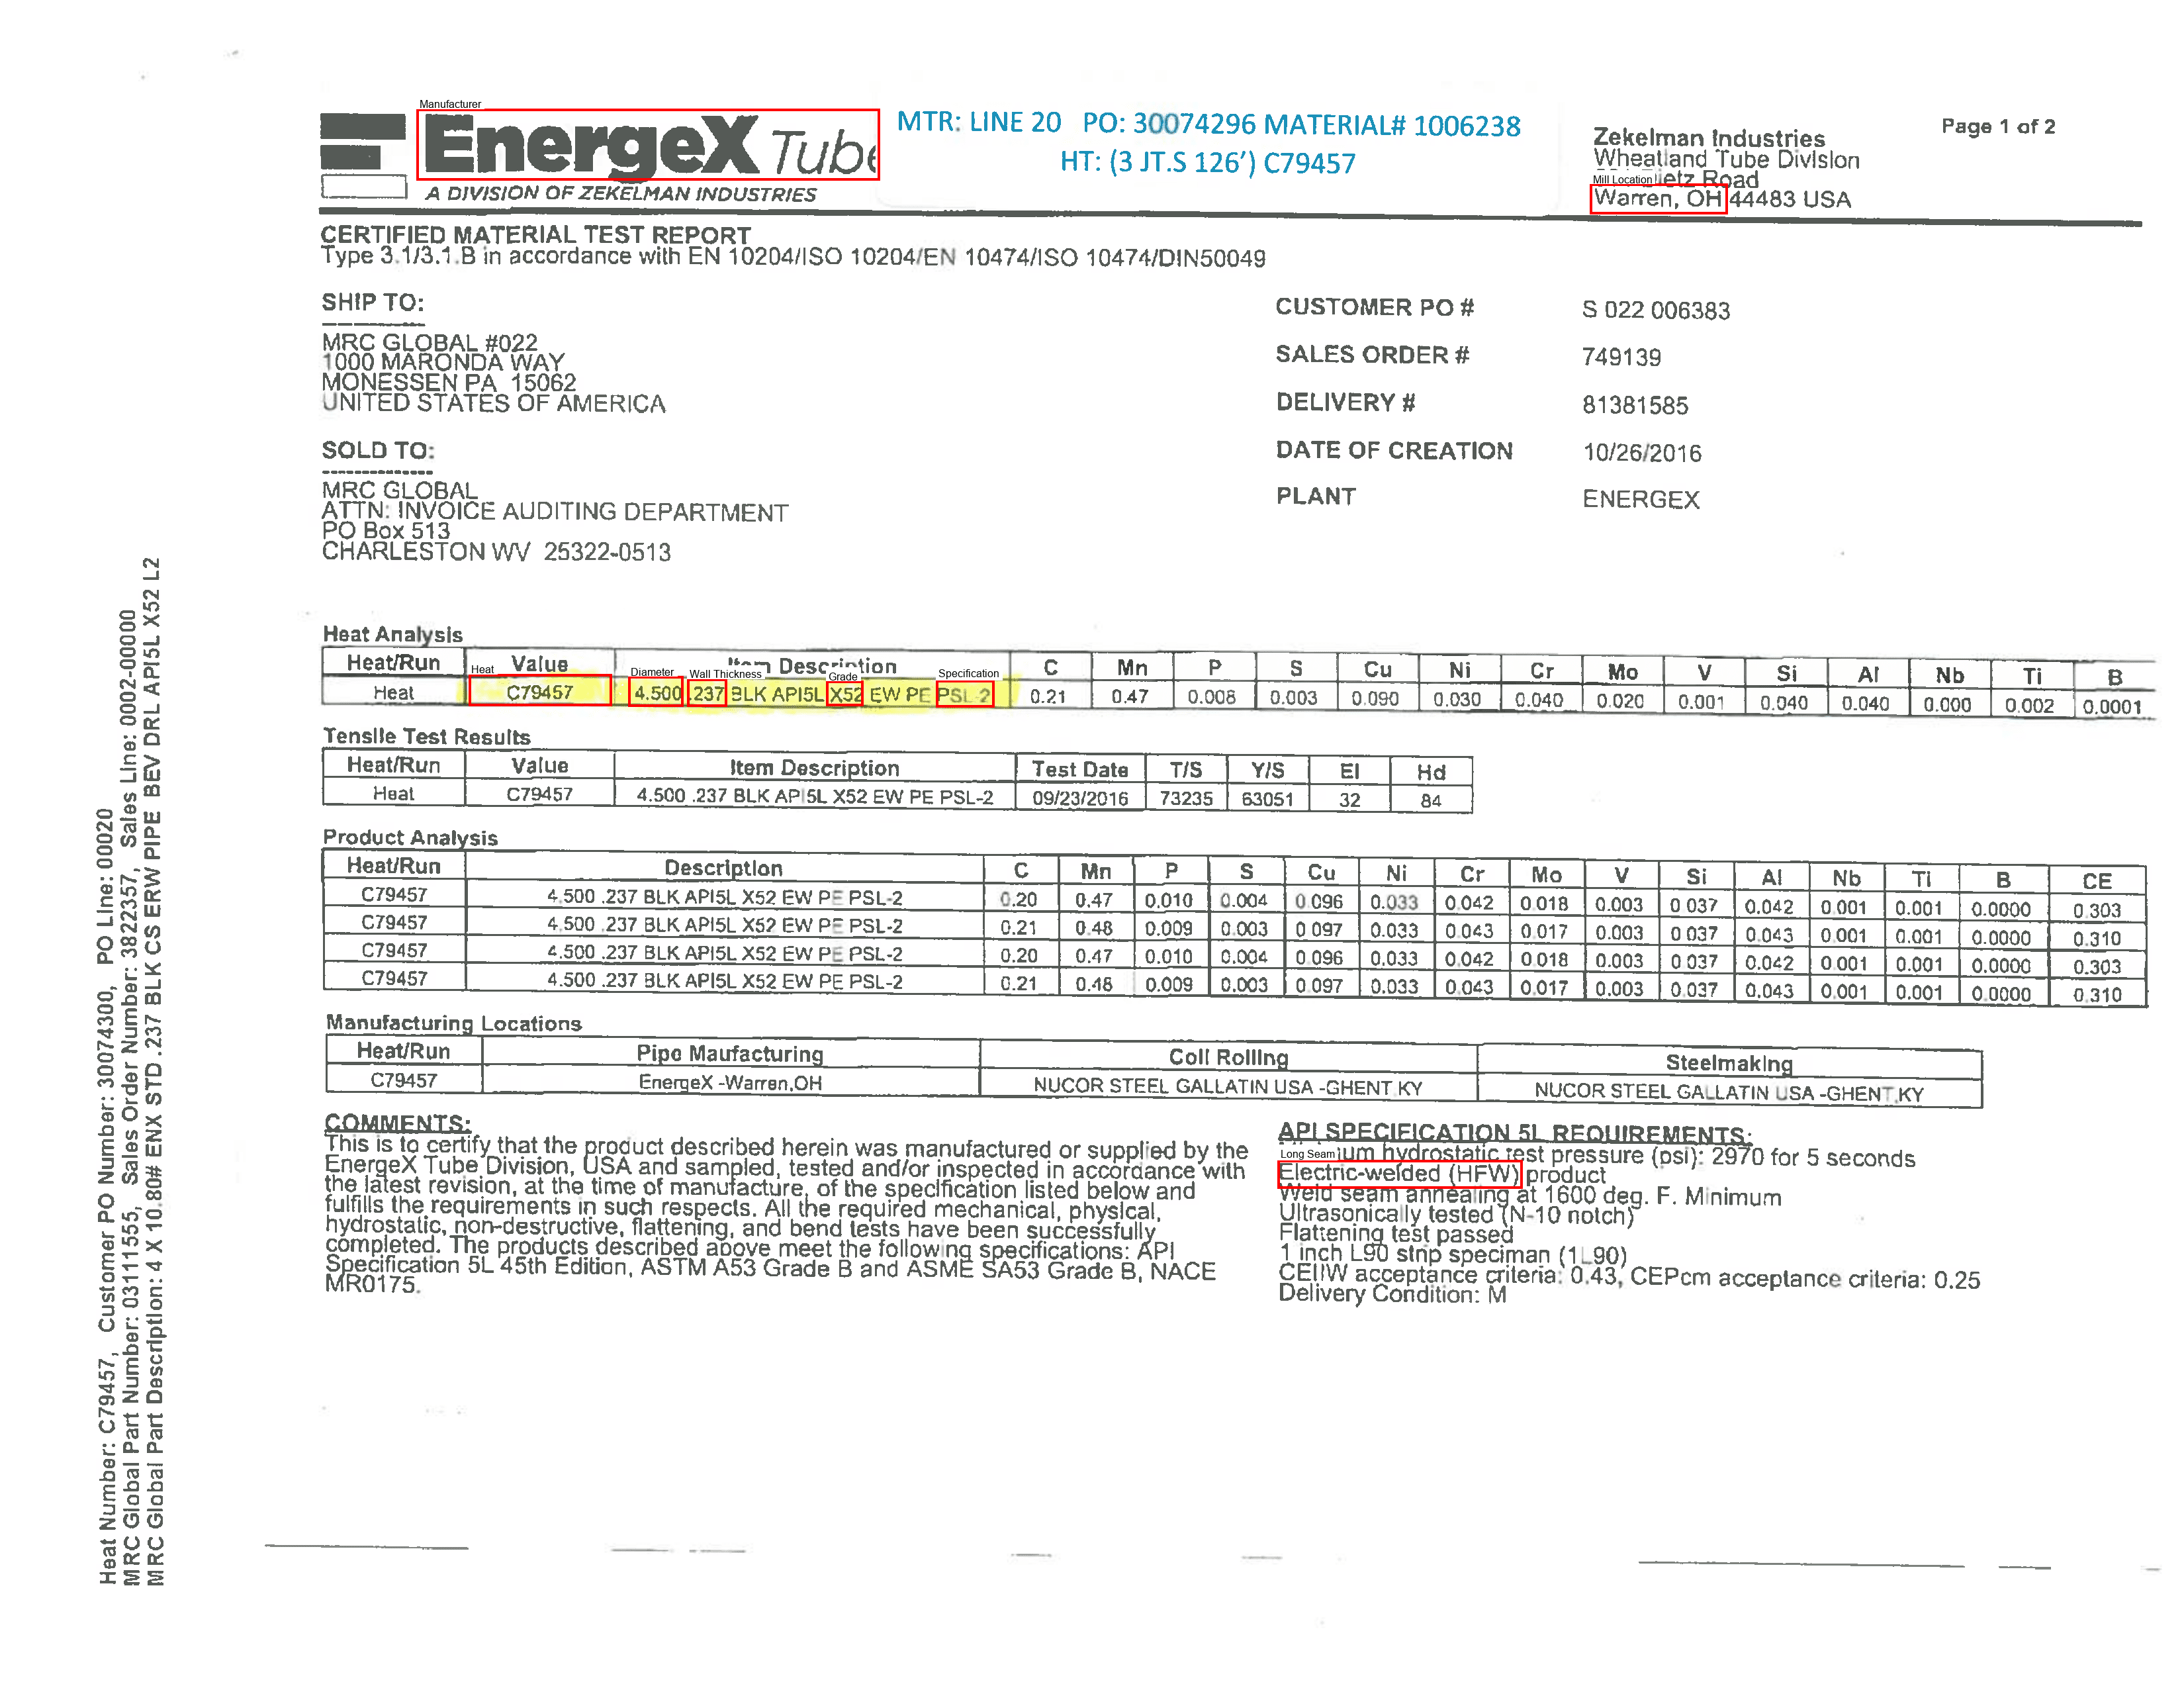 Manufacturer
EnergeX Tube
A DIVISION OF ZEKELMAN INDUSTRIES
MTR: LINE 20 PO: 30074296 MATERIAL# 1006238
HT: (3 JT.S 126') C79457
Zekelman Industries
Wheatland Tube Division
Mill Location Road
Warren, OH 44483 USA
Page 1 of 2
CERTIFIED MATERIAL TEST REPORT
Type 3.1/3.1.B in accordance with EN 10204/ISO 10204/EN 10474/ISO 10474/DIN50049
SHIP TO:
MRC GLOBAL #022
1000 MARONDA WAY
MONESSEN PA 15062
UNITED STATES OF AMERICA
SOLD TO:
MRC GLOBAL
ATTN: INVOICE AUDITING DEPARTMENT
PO Box 513
CHARLESTON WV 25322-0513
CUSTOMER PO # S 022 006383
SALES ORDER # 749139
DELIVERY # 81381585
DATE OF CREATION 10/26/2016
PLANT ENERGEX
Heat Analysis
Heat/Run Value Item Description C Mn P S Cu Ni Cr Mo V Si Al Nb Ti B
Heat Diameter Wall Thickness Grade Specification
Heat C79457 4.500 .237 BLK API5L X52 EW PE PSL-2 0.21 0.47 0.008 0.003 0.090 0.030 0.040 0.020 0.001 0.040 0.040 0.000 0.002 0.0001
Tensile Test Results
Heat/Run Value Item Description Test Date T/S Y/S El Hd
Heat C79457 4.500 .237 BLK API5L X52 EW PE PSL-2 09/23/2016 73235 63051 32 84
Product Analysis
Heat/Run Description C Mn P S Cu Ni Cr Mo V Si Al Nb Ti B CE
C79457 4.500 .237 BLK API5L X52 EW PE PSL-2 0.20 0.47 0.010 0.004 0.096 0.033 0.042 0.018 0.003 0.037 0.042 0.001 0.001 0.0000 0.303
C79457 4.500 .237 BLK API5L X52 EW PE PSL-2 0.21 0.48 0.009 0.003 0.097 0.033 0.043 0.017 0.003 0.037 0.043 0.001 0.001 0.0000 0.310
C79457 4.500 .237 BLK API5L X52 EW PE PSL-2 0.20 0.47 0.010 0.004 0.096 0.033 0.042 0.018 0.003 0.037 0.042 0.001 0.001 0.0000 0.303
C79457 4.500 .237 BLK API5L X52 EW PE PSL-2 0.21 0.48 0.009 0.003 0.097 0.033 0.043 0.017 0.003 0.037 0.043 0.001 0.001 0.0000 0.310
Manufacturing Locations
Heat/Run Pipe Maufacturing Coil Rolling Steelmaking
C79457 EnergeX -Warren,OH NUCOR STEEL GALLATIN USA -GHENT,KY NUCOR STEEL GALLATIN USA -GHENT,KY
COMMENTS:
This is to certify that the product described herein was manufactured or supplied by the
EnergeX Tube Division, USA and sampled, tested and/or inspected in accordance with
the latest revision, at the time of manufacture, of the specification listed below and
fulfills the requirements in such respects. All the required mechanical, physical,
hydrostatic, non-destructive, flattening, and bend tests have been successfully
completed. The products described above meet the following specifications: API
Specification 5L 45th Edition, ASTM A53 Grade B and ASME SA53 Grade B, NACE
MR0175.
API SPECIFICATION 5L REQUIREMENTS:
Long Seam hydrostatic test pressure (psi): 2970 for 5 seconds
Electric-welded (HFW) product
Weld seam annealing at 1600 deg. F. Minimum
Ultrasonically tested (N-10 notch)
Flattening test passed
1 inch L90 strip speciman (1L90)
CEIIW acceptance criteria: 0.43, CEPcm acceptance criteria: 0.25
Delivery Condition: M
Heat Number: C79457, Customer PO Number: 30074300, PO Line: 00020
MRC Global Part Number: 03111555, Sales Order Number: 3822357, Sales Line: 0002-00000
MRC Global Part Description: 4 X 10.80# ENX STD .237 BLK CS ERW PIPE BEV DRL API5L X52 L2